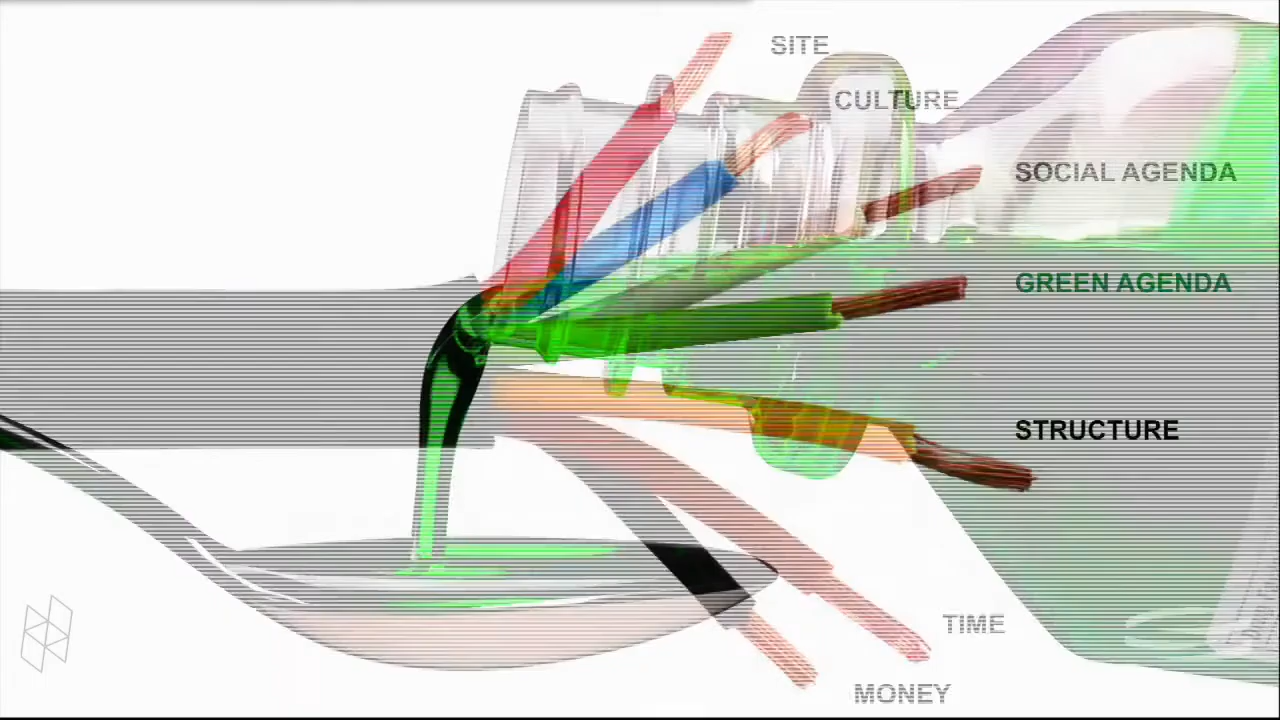 SITE
CULTURE
SOCIAL AGENDA
GREEN AGENDA
STRUCTURE
TIME
MONEY